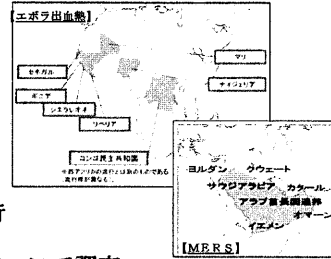 【エボラ出血熱】
セネガル
ギニア
シエラレオネ
リベリア
マリ
ナイジェリア
コンゴ民主共和国
ヨルダン
クウェート
サウジアラビア
カタール
アラブ首長国連邦
オマーン
イエメン
【MERS】